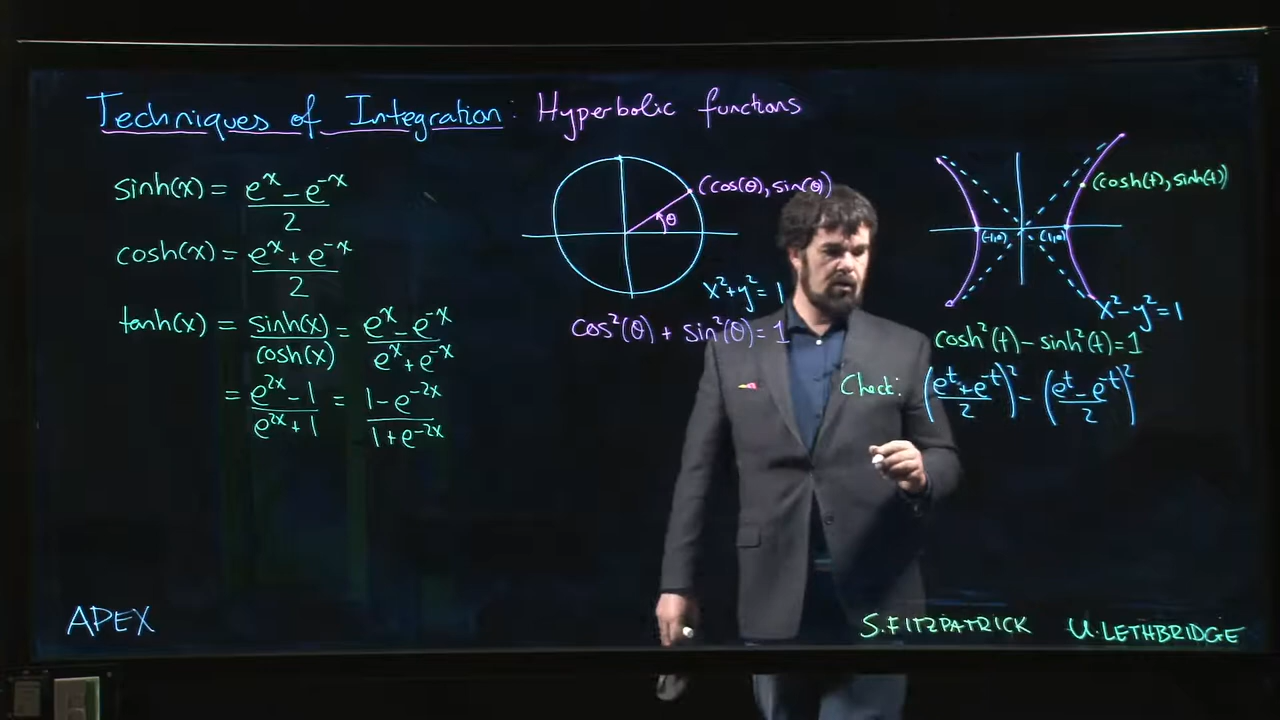 Techniques of Integration: Hyperbolic functions
sinh(x) = (e^x - e^-x)/2
cosh(x) = (e^x + e^-x)/2
tanh(x) = sinh(x)/cosh(x) = (e^x - e^-x)/(e^x + e^-x)
= (e^2x - 1)/(e^2x + 1) = (1 - e^-2x)/(1 + e^-2x)
(cos(θ), sin(θ))
θ
x² + y² = 1
cos²(θ) + sin²(θ) = 1
(cosh(t), sinh(t))
(-1,0) (1,0)
x² - y² = 1
cosh²(t) - sinh²(t) = 1
Check: ((e^t + e^-t)/2)² - ((e^t - e^-t)/2)²
APEX
S. FITZPATRICK U. LETHBRIDGE